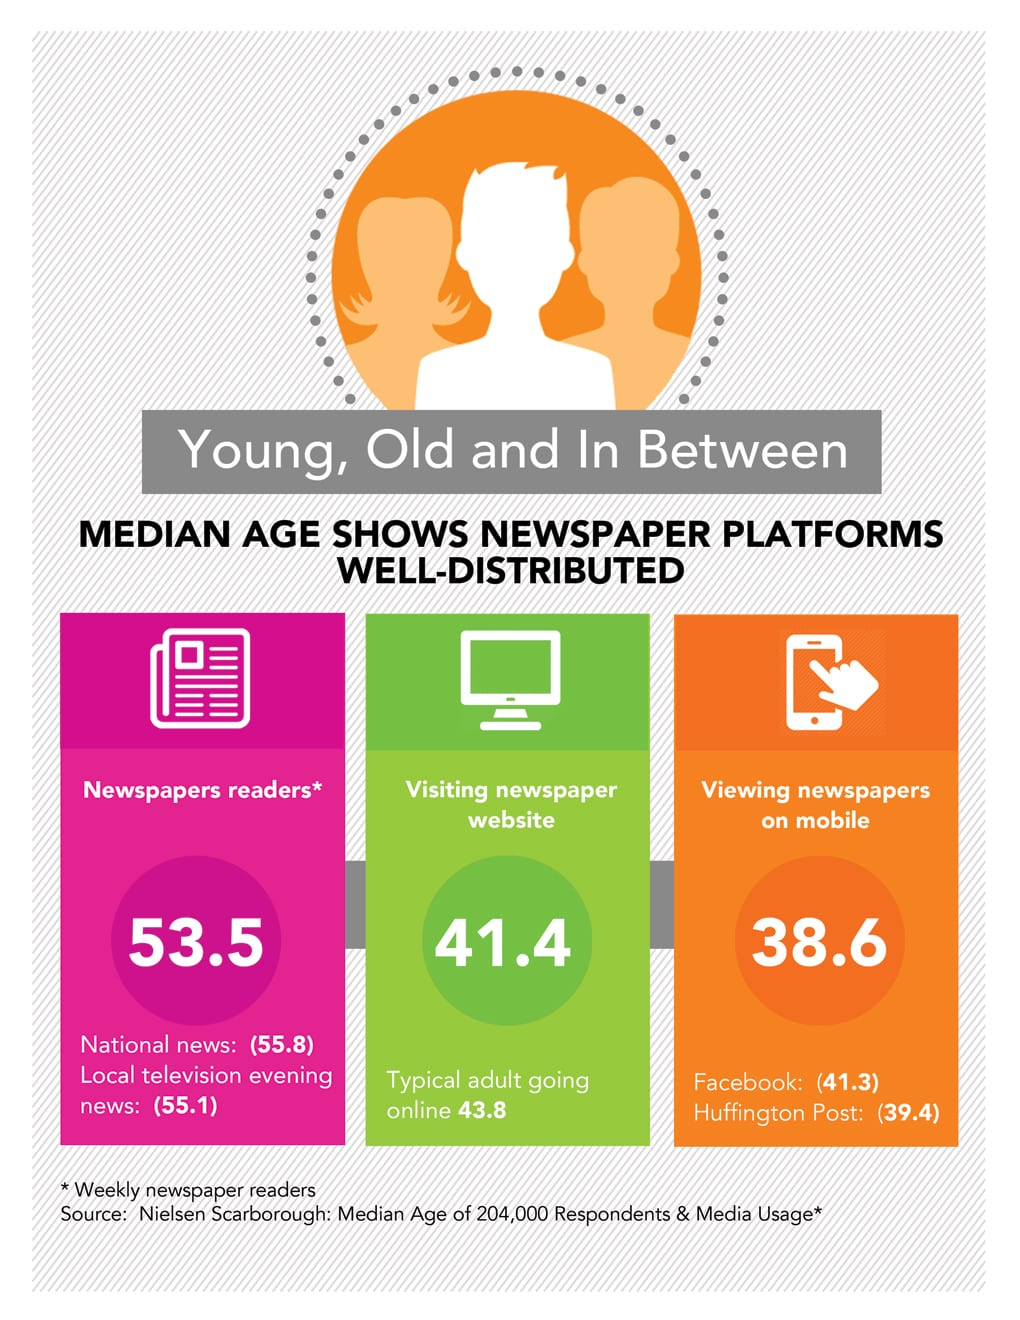 Young, Old and In Between
MEDIAN AGE SHOWS NEWSPAPER PLATFORMS
WELL-DISTRIBUTED
Newspapers readers*
53.5
National news: (55.8)
Local television evening
news: (55.1)
Visiting newspaper
website
41.4
Typical adult going
online 43.8
Viewing newspapers
on mobile
38.6
Facebook: (41.3)
Huffington Post: (39.4)
* Weekly newspaper readers
Source: Nielsen Scarborough: Median Age of 204,000 Respondents & Media Usage*